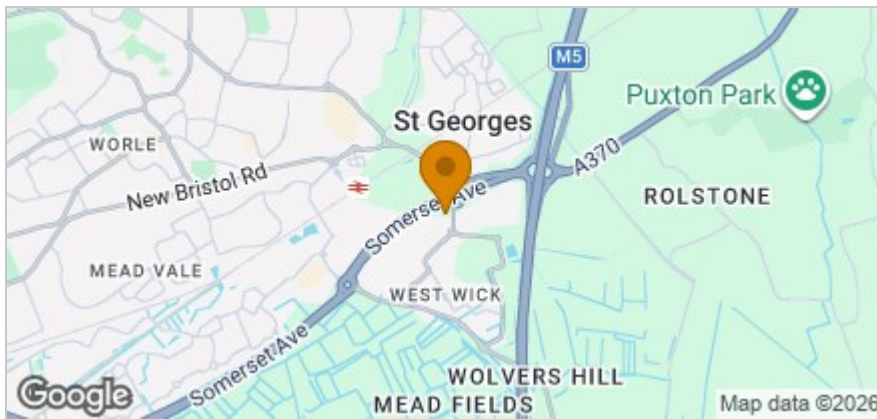 M5
Puxton Park
St Georges
WORLE
A370
New Bristol Rd
Somerset Ave
ROLSTONE
MEAD VALE
WEST WICK
Somerset Ave
WOLVERS HILL
MEAD FIELDS
Google
Map data ©2026